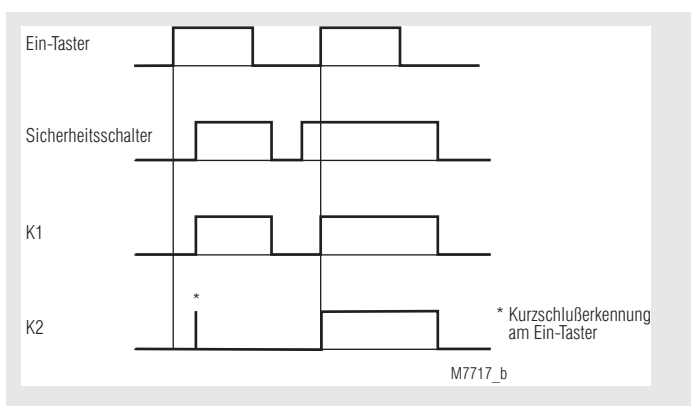 Ein-Taster
Sicherheitsschalter
K1
*
K2
* Kurzschlußerkennung
am Ein-Taster
M7717_b